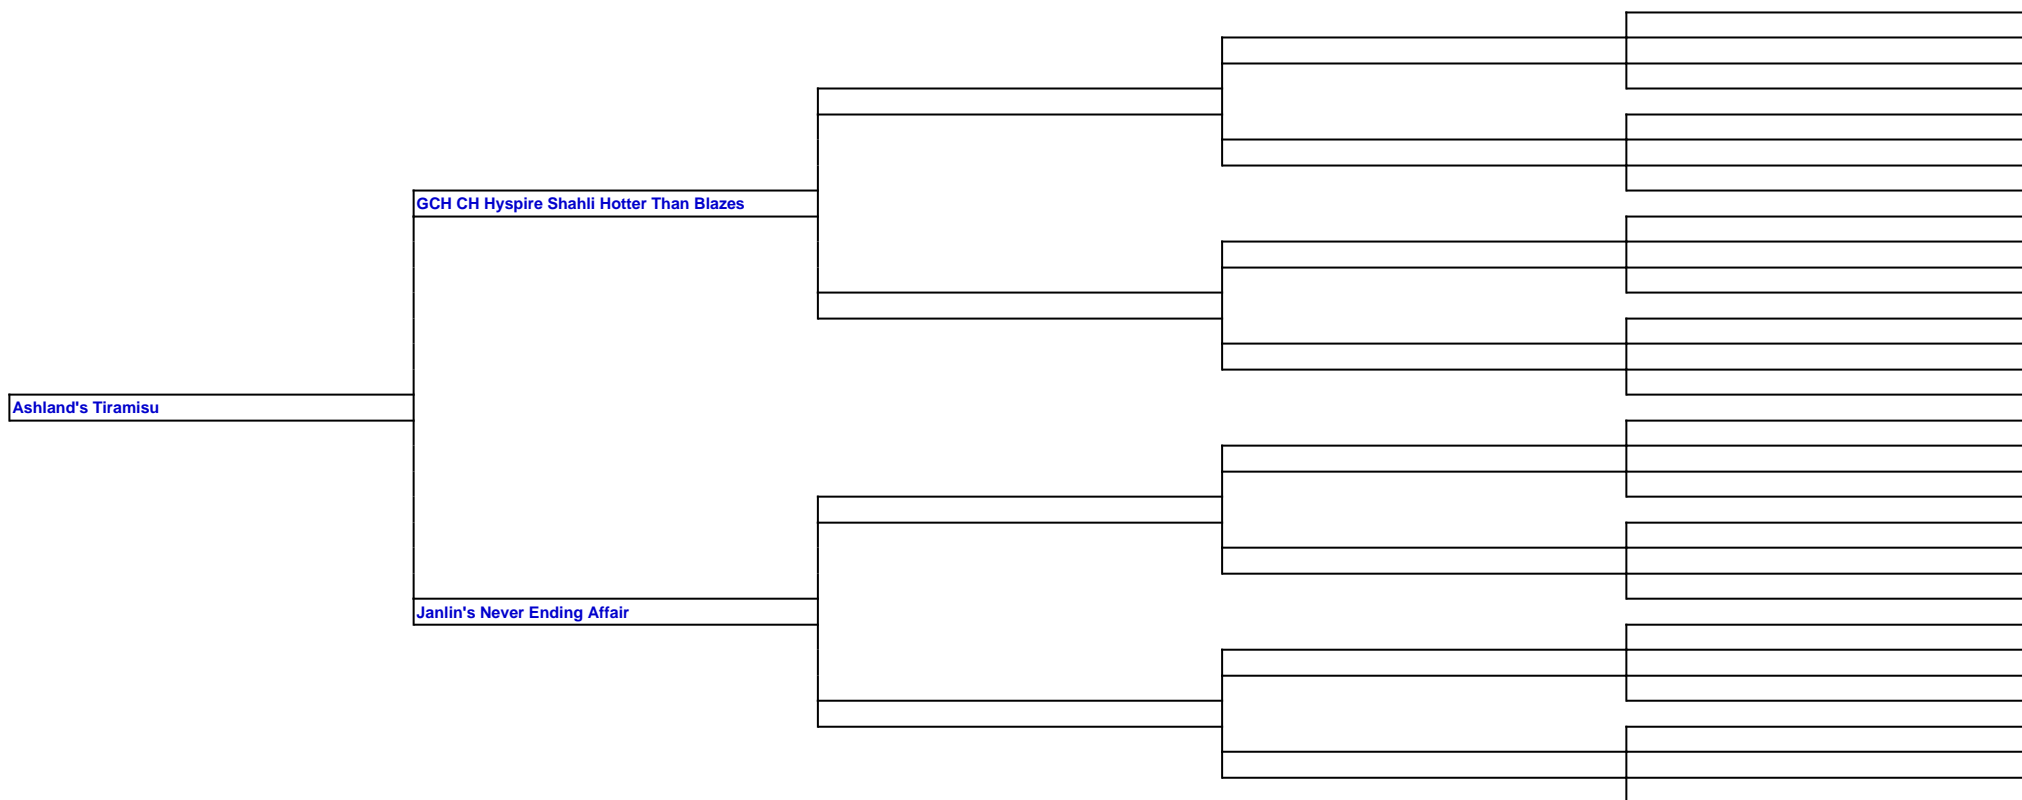 GCH CH Hyspire Shahli Hotter Than Blazes
Ashland's Tiramisu
Janlin's Never Ending Affair